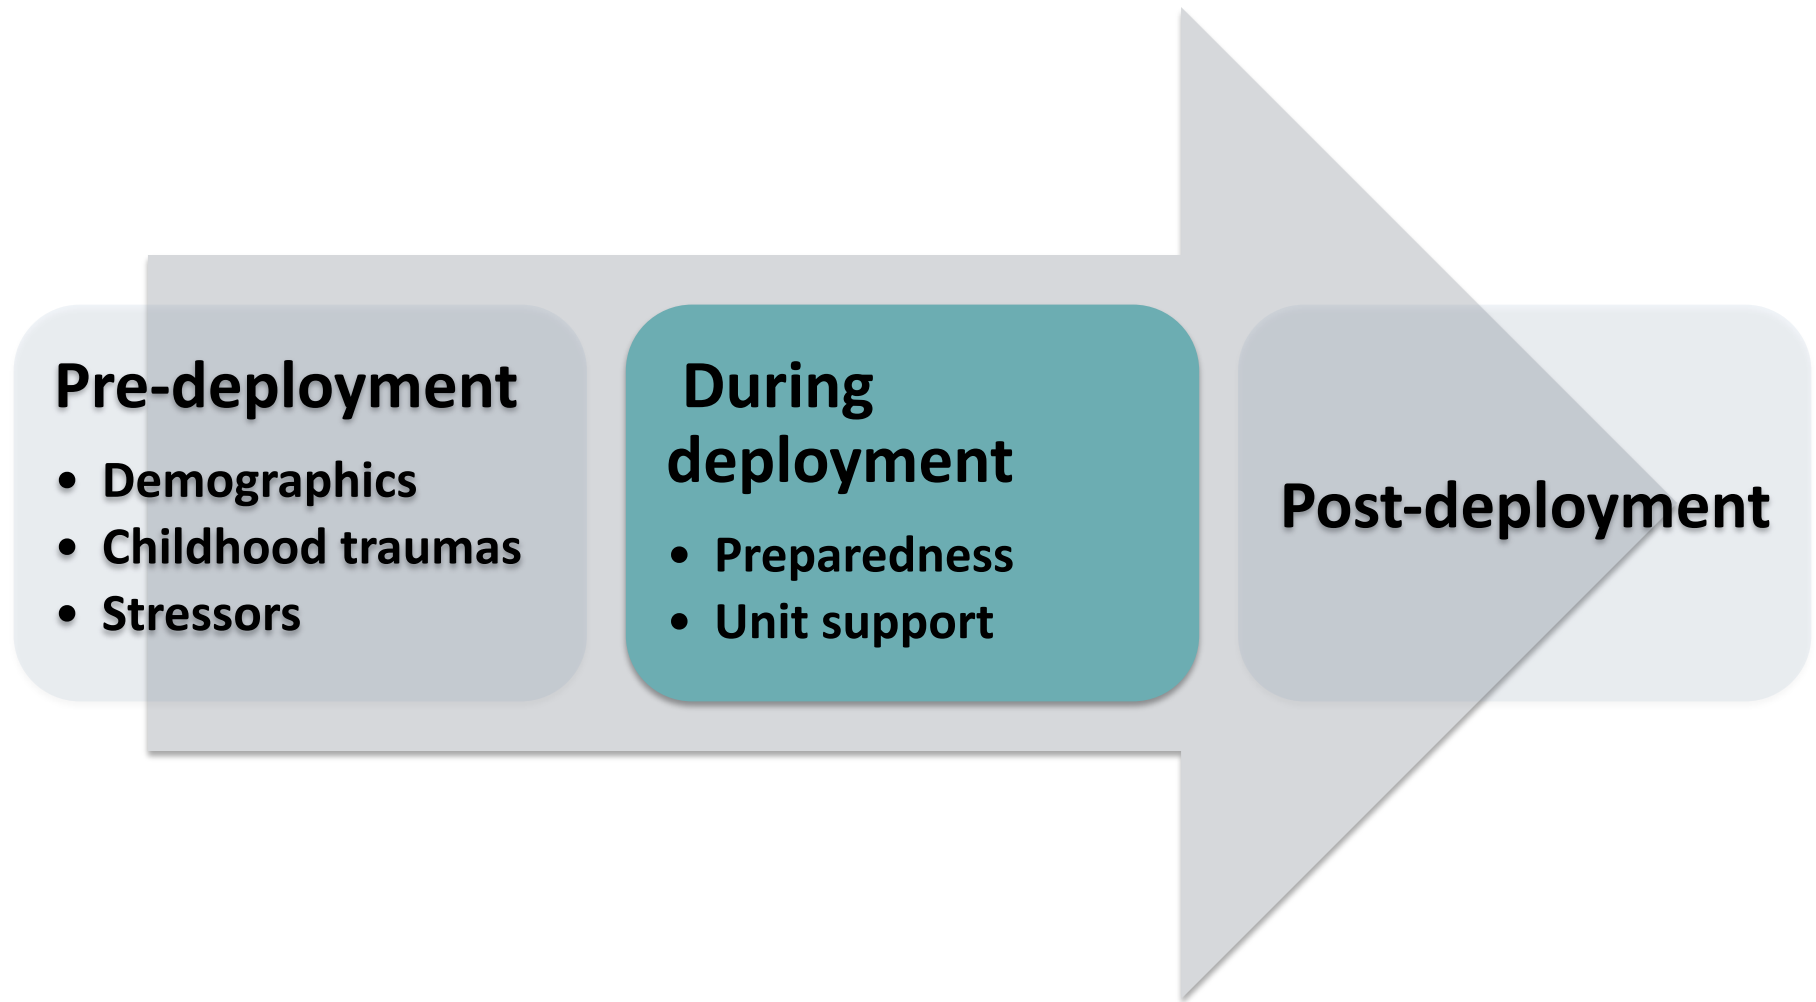 Pre-deployment
• Demographics
• Childhood traumas
• Stressors
During
deployment
• Preparedness
• Unit support
Post-deployment